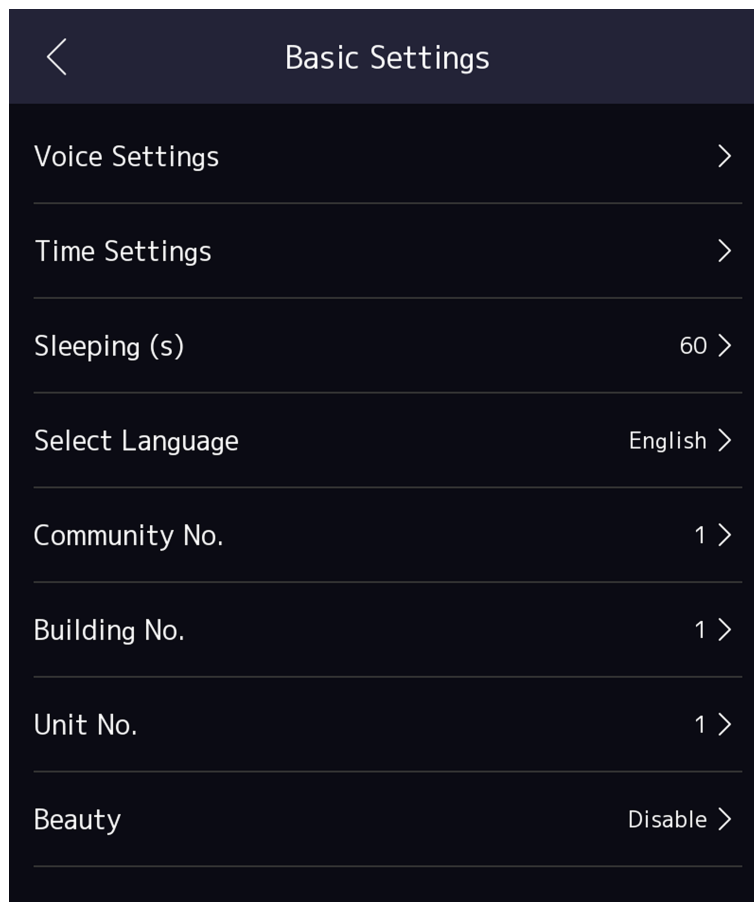 Basic Settings
Voice Settings
Time Settings
Sleeping (s) 60
Select Language English
Community No. 1
Building No. 1
Unit No. 1
Beauty Disable